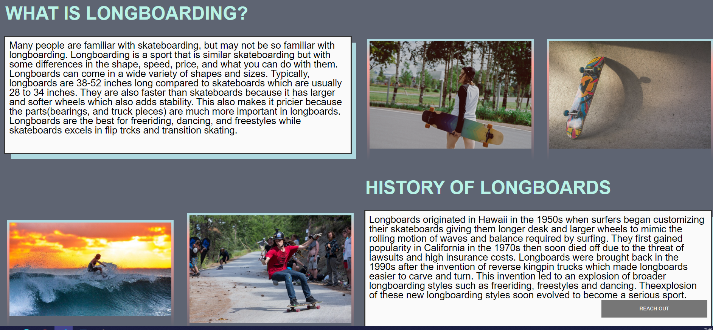 WHAT IS LONGBOARDING?
Many people are familiar with skateboarding, but may not be so familiar with
longboarding. Longboarding is a sport that is similar skateboarding but with
some differences in the shape, speed, price, and what you can do with them.
Longboards can come in a wide variety of shapes and sizes. Typically,
longboards are 38-52 inches long compared to skateboards which are usually
28 to 34 inches. They are also faster than skateboards because it has larger
and softer wheels which also adds stability. This also makes it pricier because
the parts(bearings, and truck pieces) are much more important in longboards.
Longboards are the best for freeriding, dancing, and freestyles while
skateboards excels in flip trcks and transition skating.
HISTORY OF LONGBOARDS
Longboards originated in Hawaii in the 1950s when surfers began customizing
their skateboards giving them longer desk and larger wheels to mimic the
rolling motion of waves and balance required by surfing. They first gained
popularity in California in the 1970s then soon died off due to the threat of
lawsuits and high insurance costs. Longboards were brought back in the
1990s after the invention of reverse kingpin trucks which made longboards
easier to carve and turn. This invention led to an explosion of broader
longboarding styles such as freeriding, freestyles and dancing. Theexplosion
of these new longboarding styles soon evolved to become a serious sport.
REACH OUT